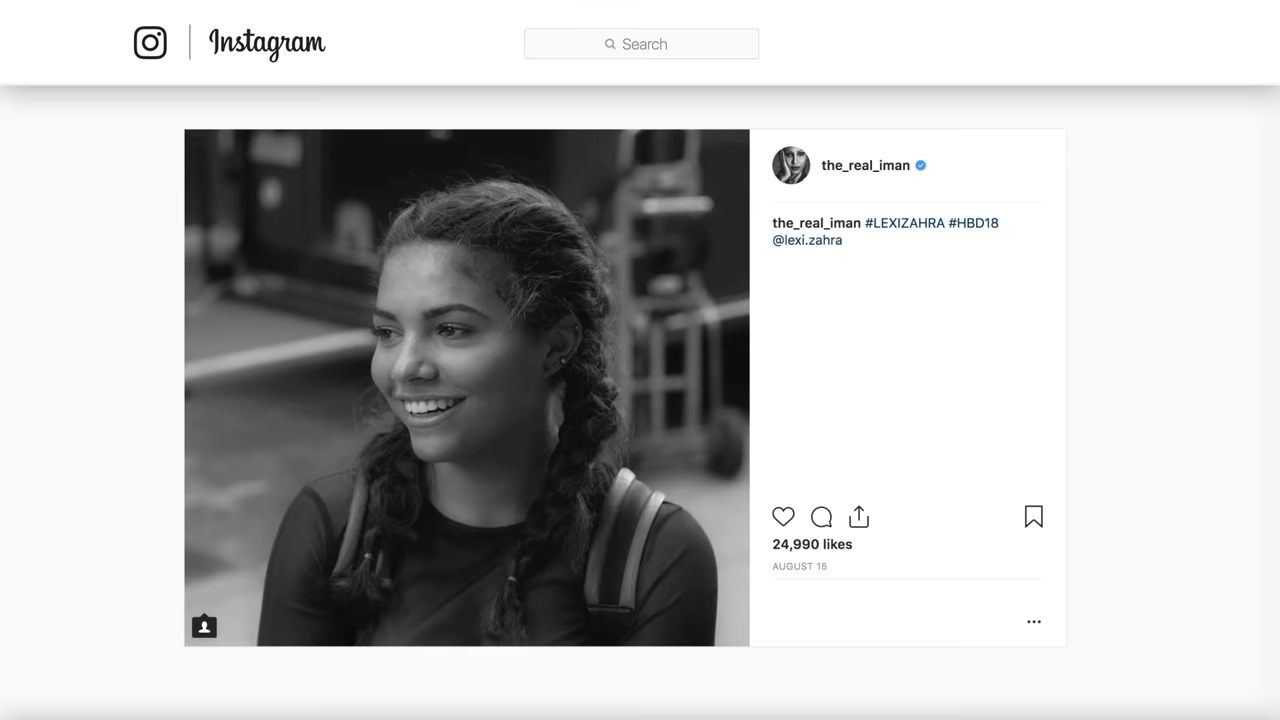 Instagram
Search
the_real_iman
the_real_iman #LEXIZAHRA #HBD18
@lexi.zahra
24,990 likes
AUGUST 15